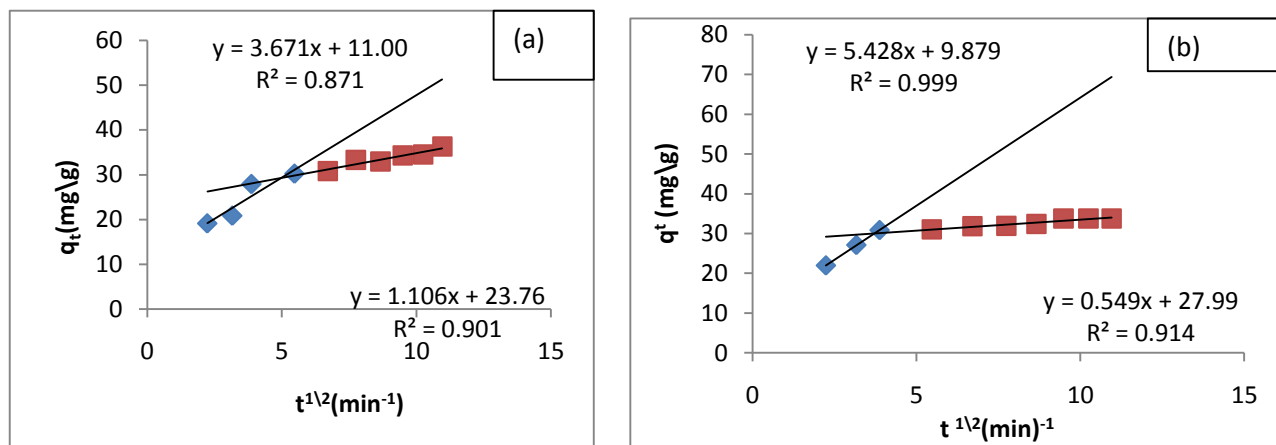 (a)
y = 3.671x + 11.00
R² = 0.871
60
50
40
30
20
10
0
qₜ(mg\g)
y = 1.106x + 23.76
R² = 0.901
0
5
10
15
t¹\²(min⁻¹)
(b)
y = 5.428x + 9.879
R² = 0.999
80
70
60
50
40
30
20
10
0
qᵗ (mg\g)
y = 0.549x + 27.99
R² = 0.914
0
5
10
15
t ¹\²(min)⁻¹